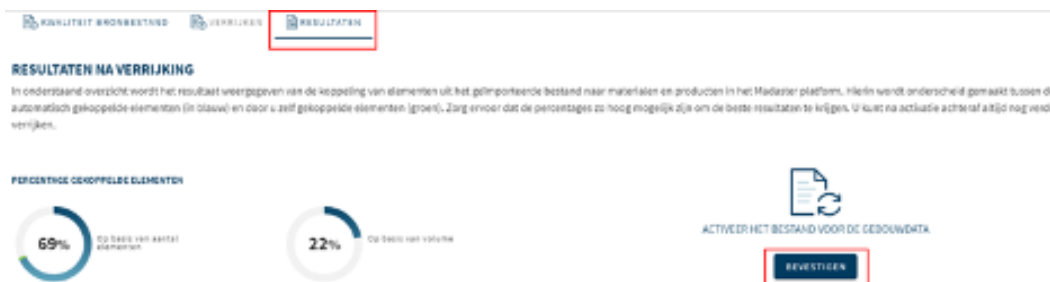 KWALITEIT BRONBESTAND VERRIJKEN RESULTATEN
RESULTATEN NA VERRIJKING
In onderstaand overzicht wordt het resultaat weergegeven van de koppeling van elementen uit het geïmporteerde bestand naar materialen en producten in het Madaster platform. Hierin wordt onderscheid gemaakt tussen d
automatisch gekoppelde elementen (in blauw) en door u zelf gekoppelde elementen (groen). Zorg ervoor dat de percentages zo hoog mogelijk zijn om de beste resultaten te krijgen. U kunt na activatie achteraf altijd nog verd
verrijken.
PERCENTAGE GEKOPPELDE ELEMENTEN
69% Op basis van aantal
elementen
22% Op basis van volume
ACTIVEER HET BESTAND VOOR DE GEBOUWDATA
BEVESTIGEN